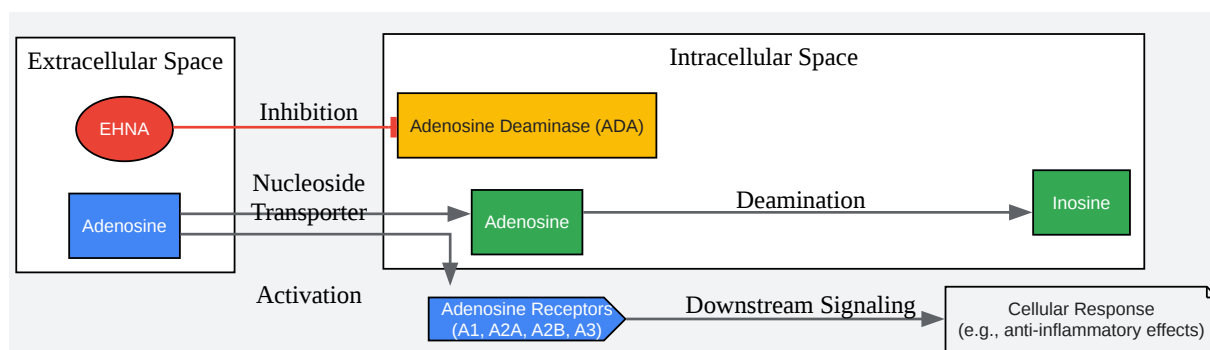 Extracellular Space
Intracellular Space
EHNA
Inhibition
Adenosine Deaminase (ADA)
Adenosine
Nucleoside
Transporter
Adenosine
Deamination
Inosine
Activation
Adenosine Receptors
(A1, A2A, A2B, A3)
Downstream Signaling
Cellular Response
(e.g., anti-inflammatory effects)